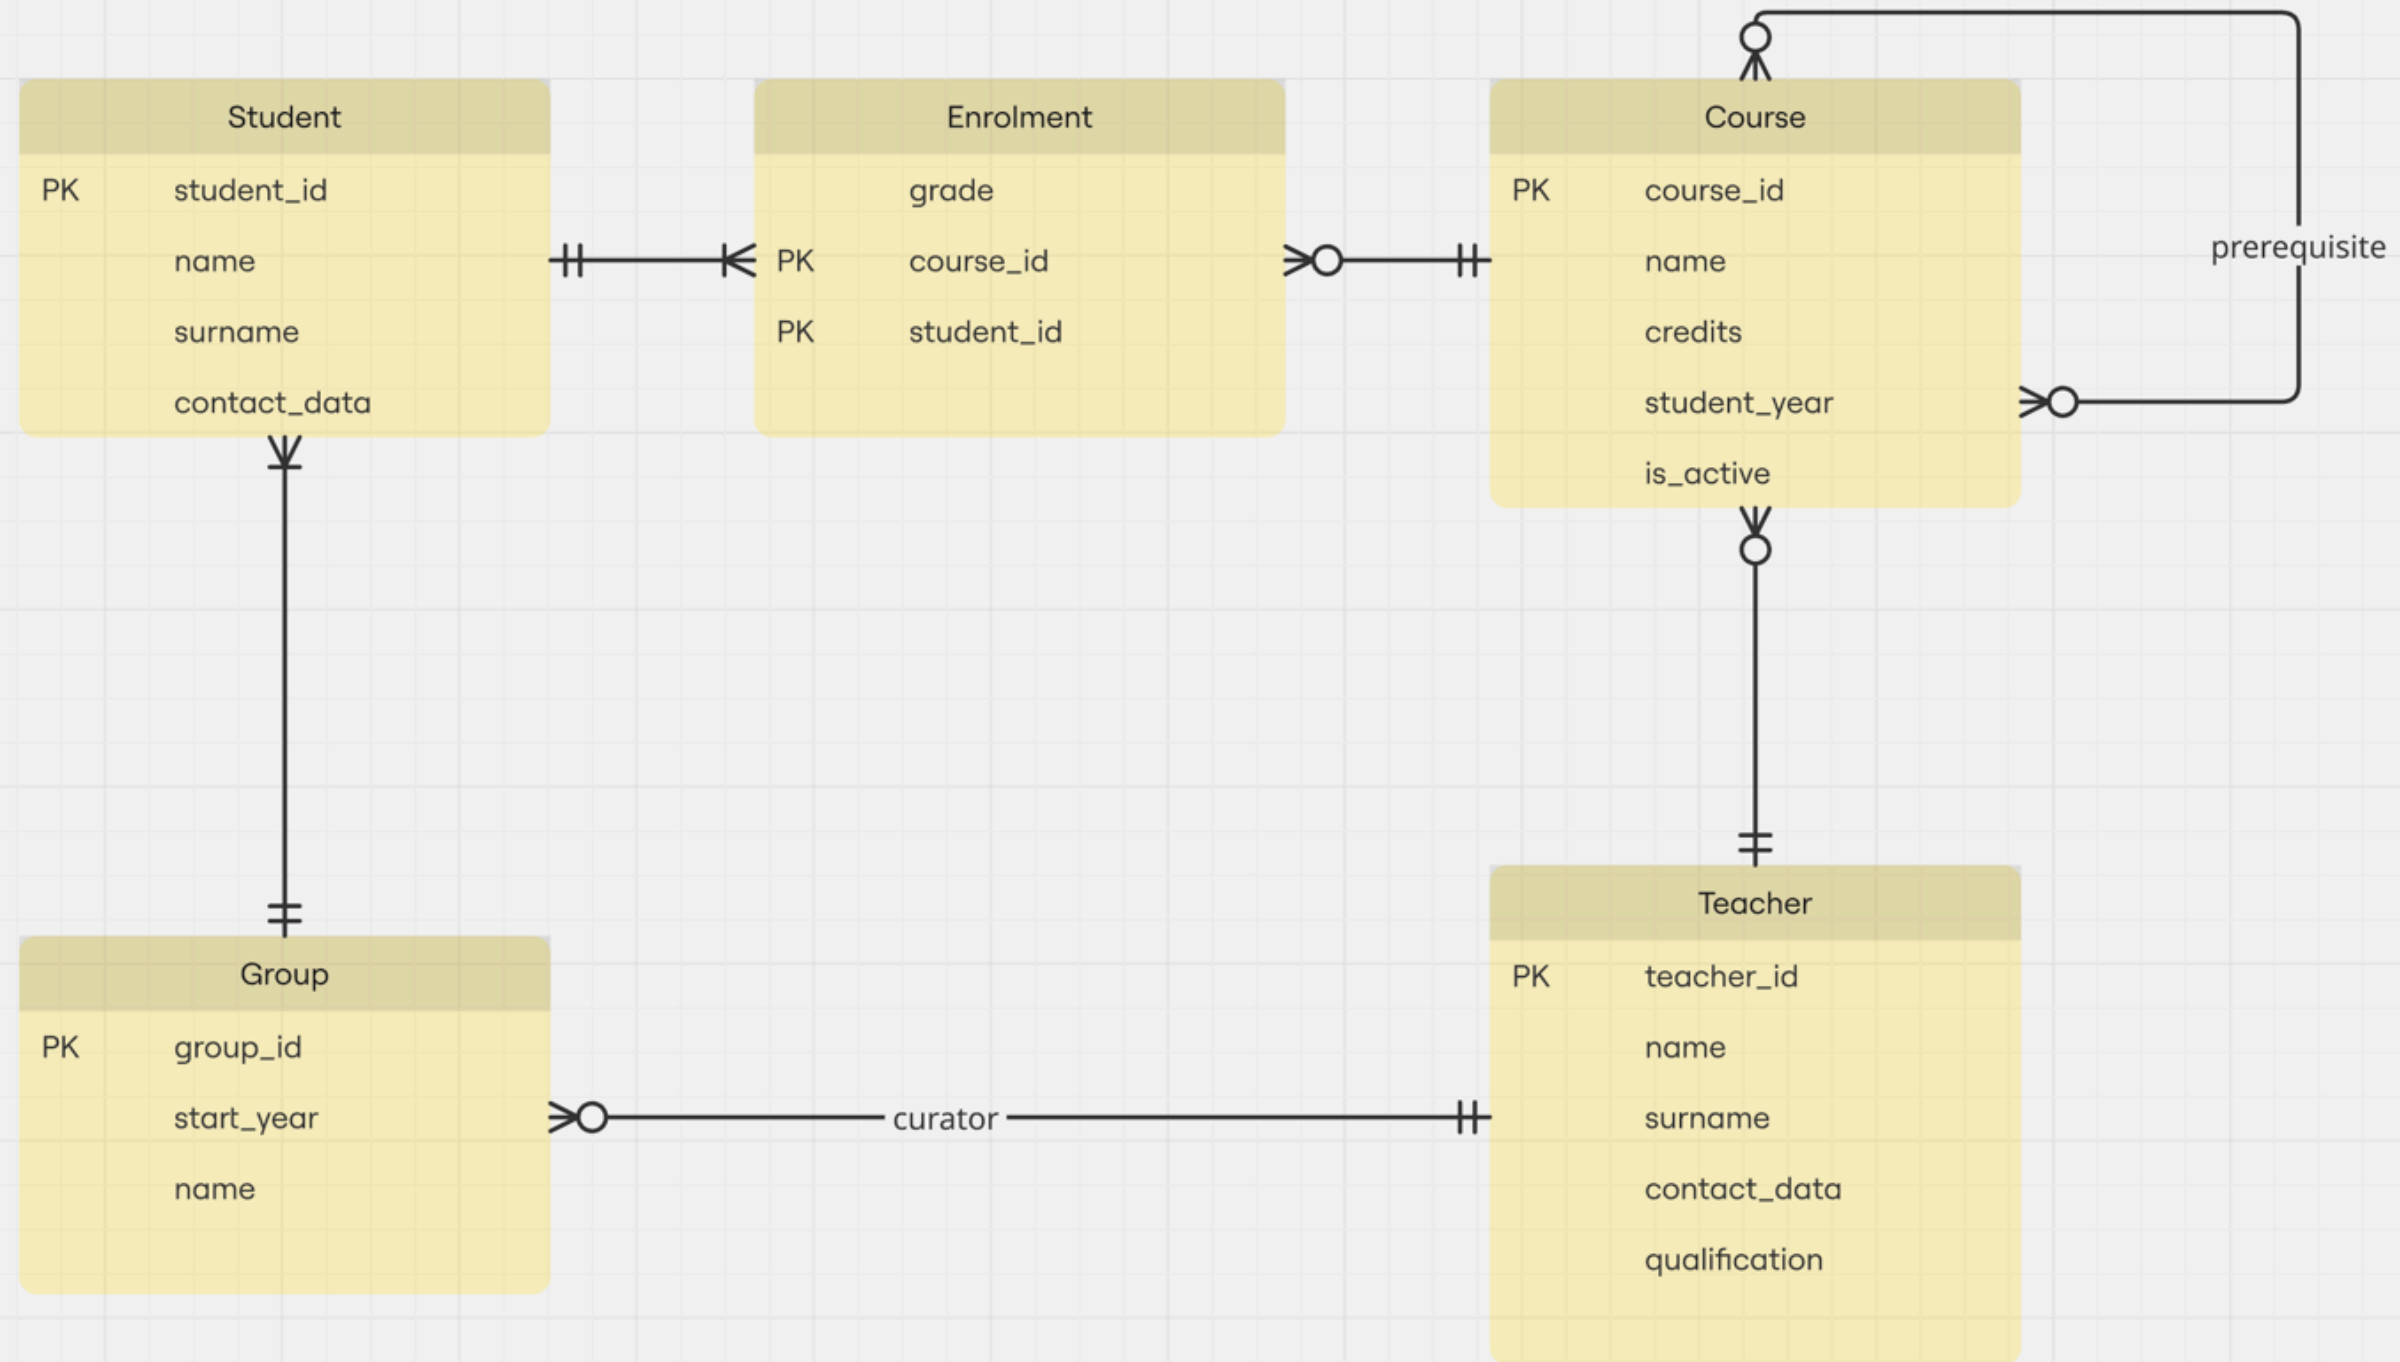 Student
PK student_id
name
surname
contact_data
Enrolment
grade
PK course_id
PK student_id
Course
PK course_id
name
credits
student_year
is_active
prerequisite
Group
PK group_id
start_year
name
curator
Teacher
PK teacher_id
name
surname
contact_data
qualification